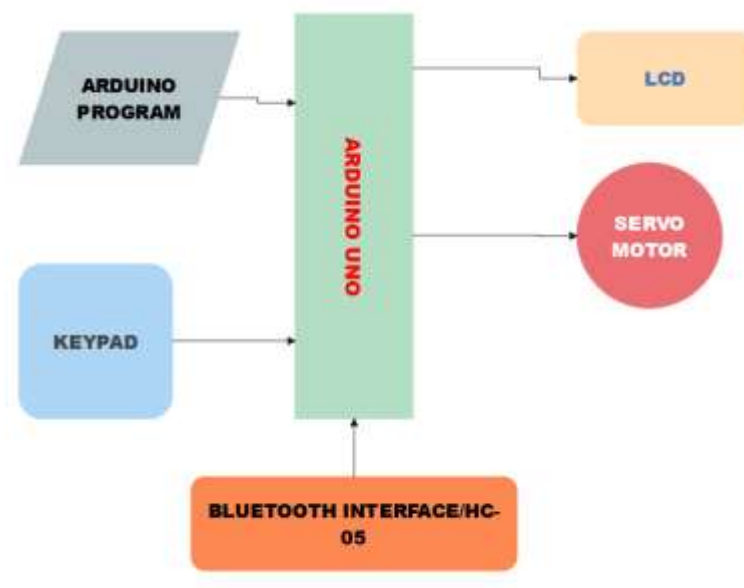 ARDUINO
PROGRAM
ARDUINO UNO
LCD
SERVO
MOTOR
KEYPAD
BLUETOOTH INTERFACE/HC-
05